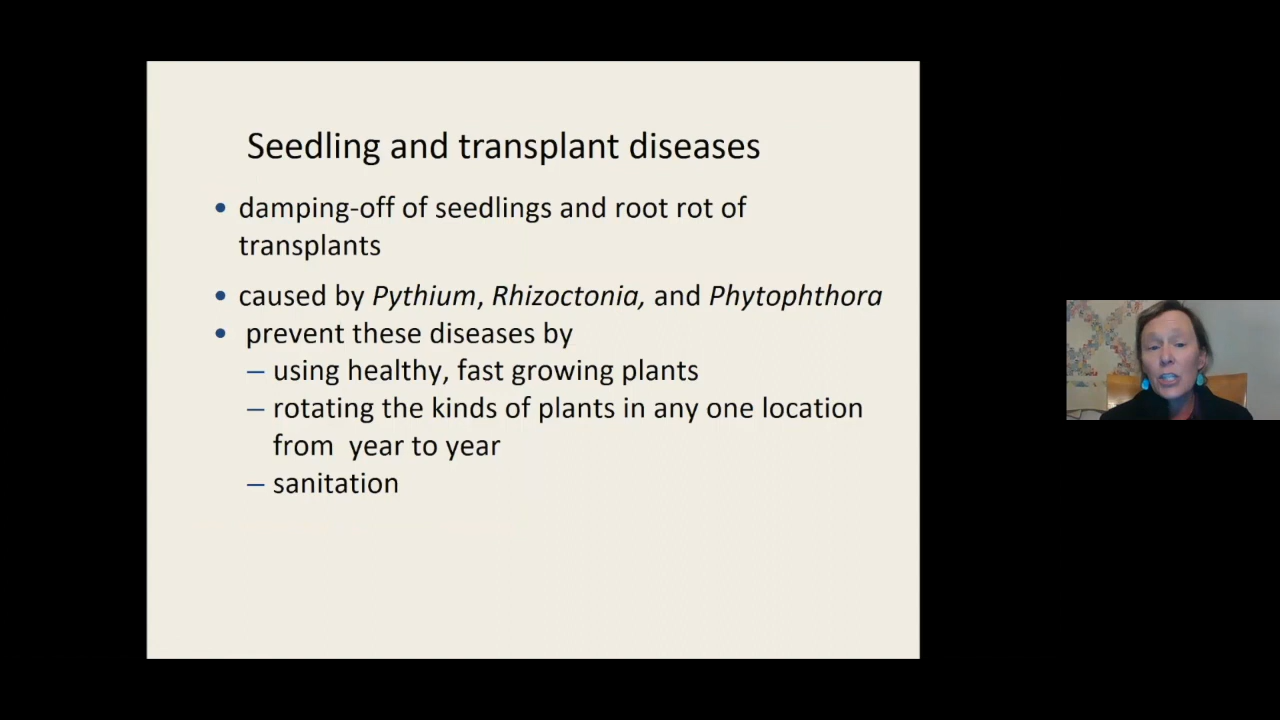 Seedling and transplant diseases
• damping-off of seedlings and root rot of
transplants
• caused by Pythium, Rhizoctonia, and Phytophthora
• prevent these diseases by
– using healthy, fast growing plants
– rotating the kinds of plants in any one location
from year to year
– sanitation